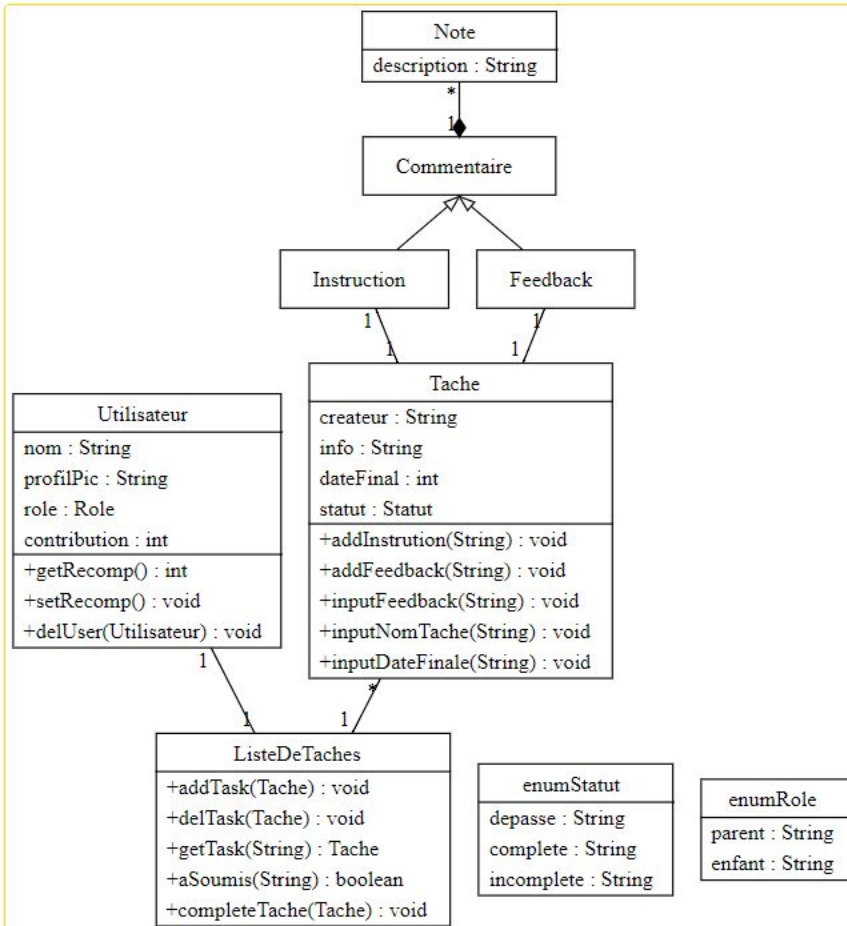 Note
description : String
*
1
Commentaire
Instruction
Feedback
1
1
1
1
Tache
createur : String
info : String
dateFinal : int
statut : Statut
+addInstrution(String) : void
+addFeedback(String) : void
+inputFeedback(String) : void
+inputNomTache(String) : void
+inputDateFinale(String) : void
Utilisateur
nom : String
profilPic : String
role : Role
contribution : int
+getRecomp() : int
+setRecomp() : void
+delUser(Utilisateur) : void
1
*
1
1
ListeDeTaches
+addTask(Tache) : void
+delTask(Tache) : void
+getTask(String) : Tache
+aSoumis(String) : boolean
+completeTache(Tache) : void
enumStatut
depasse : String
complete : String
incomplete : String
enumRole
parent : String
enfant : String